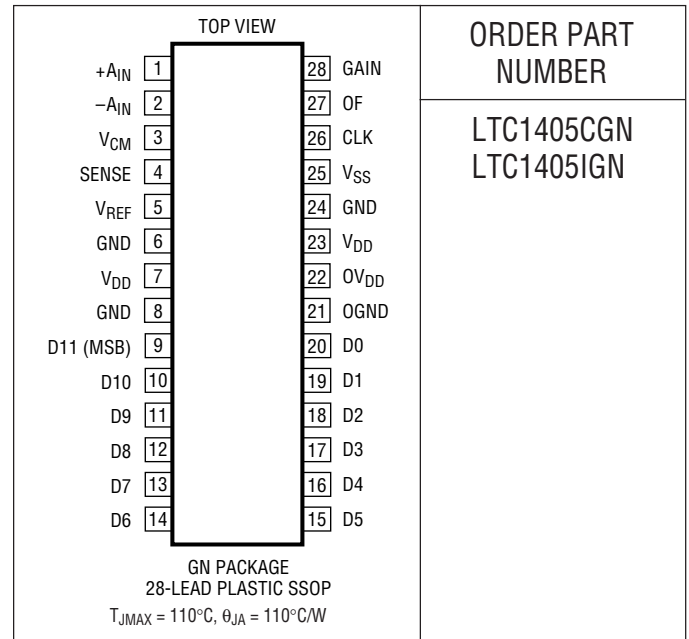 TOP VIEW
+AIN 1
–AIN 2
VCM 3
SENSE 4
VREF 5
GND 6
VDD 7
GND 8
D11 (MSB) 9
D10 10
D9 11
D8 12
D7 13
D6 14
28 GAIN
27 OF
26 CLK
25 VSS
24 GND
23 VDD
22 OVDD
21 OGND
20 D0
19 D1
18 D2
17 D3
16 D4
15 D5
GN PACKAGE
28-LEAD PLASTIC SSOP
TJMAX = 110°C, θJA = 110°C/W
ORDER PART
NUMBER
LTC1405CGN
LTC1405IGN